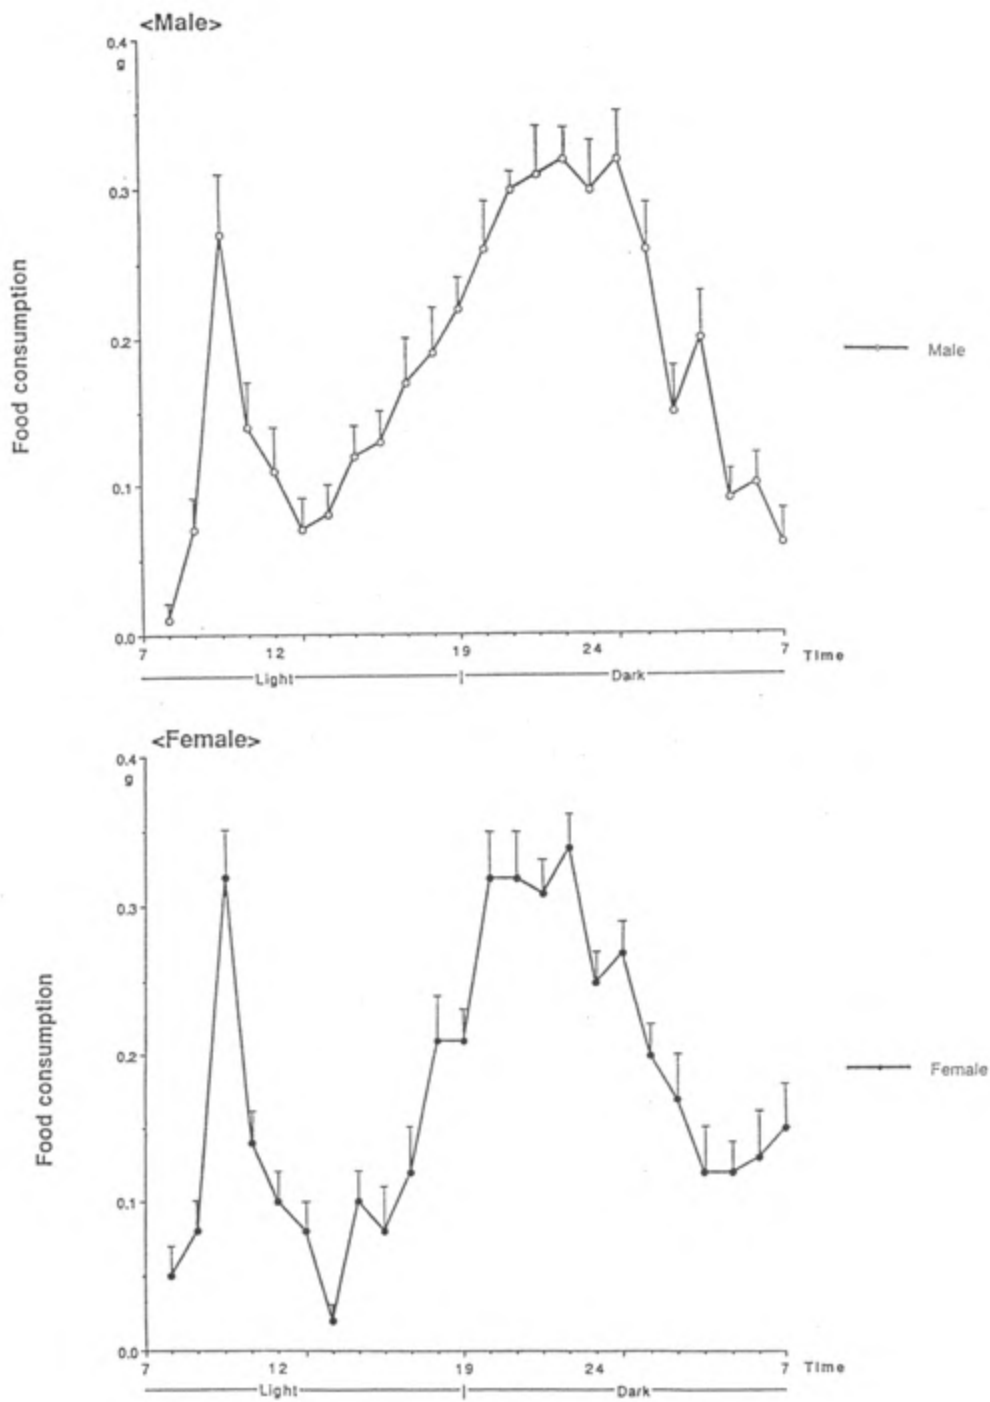 <Male>
0.4
g
0.3
0.2
0.1
0.0
Food consumption
Male
7 12 19 24 7 Time
Light | Dark
<Female>
0.4
g
0.3
0.2
0.1
0.0
Food consumption
Female
7 12 19 24 7 Time
Light | Dark